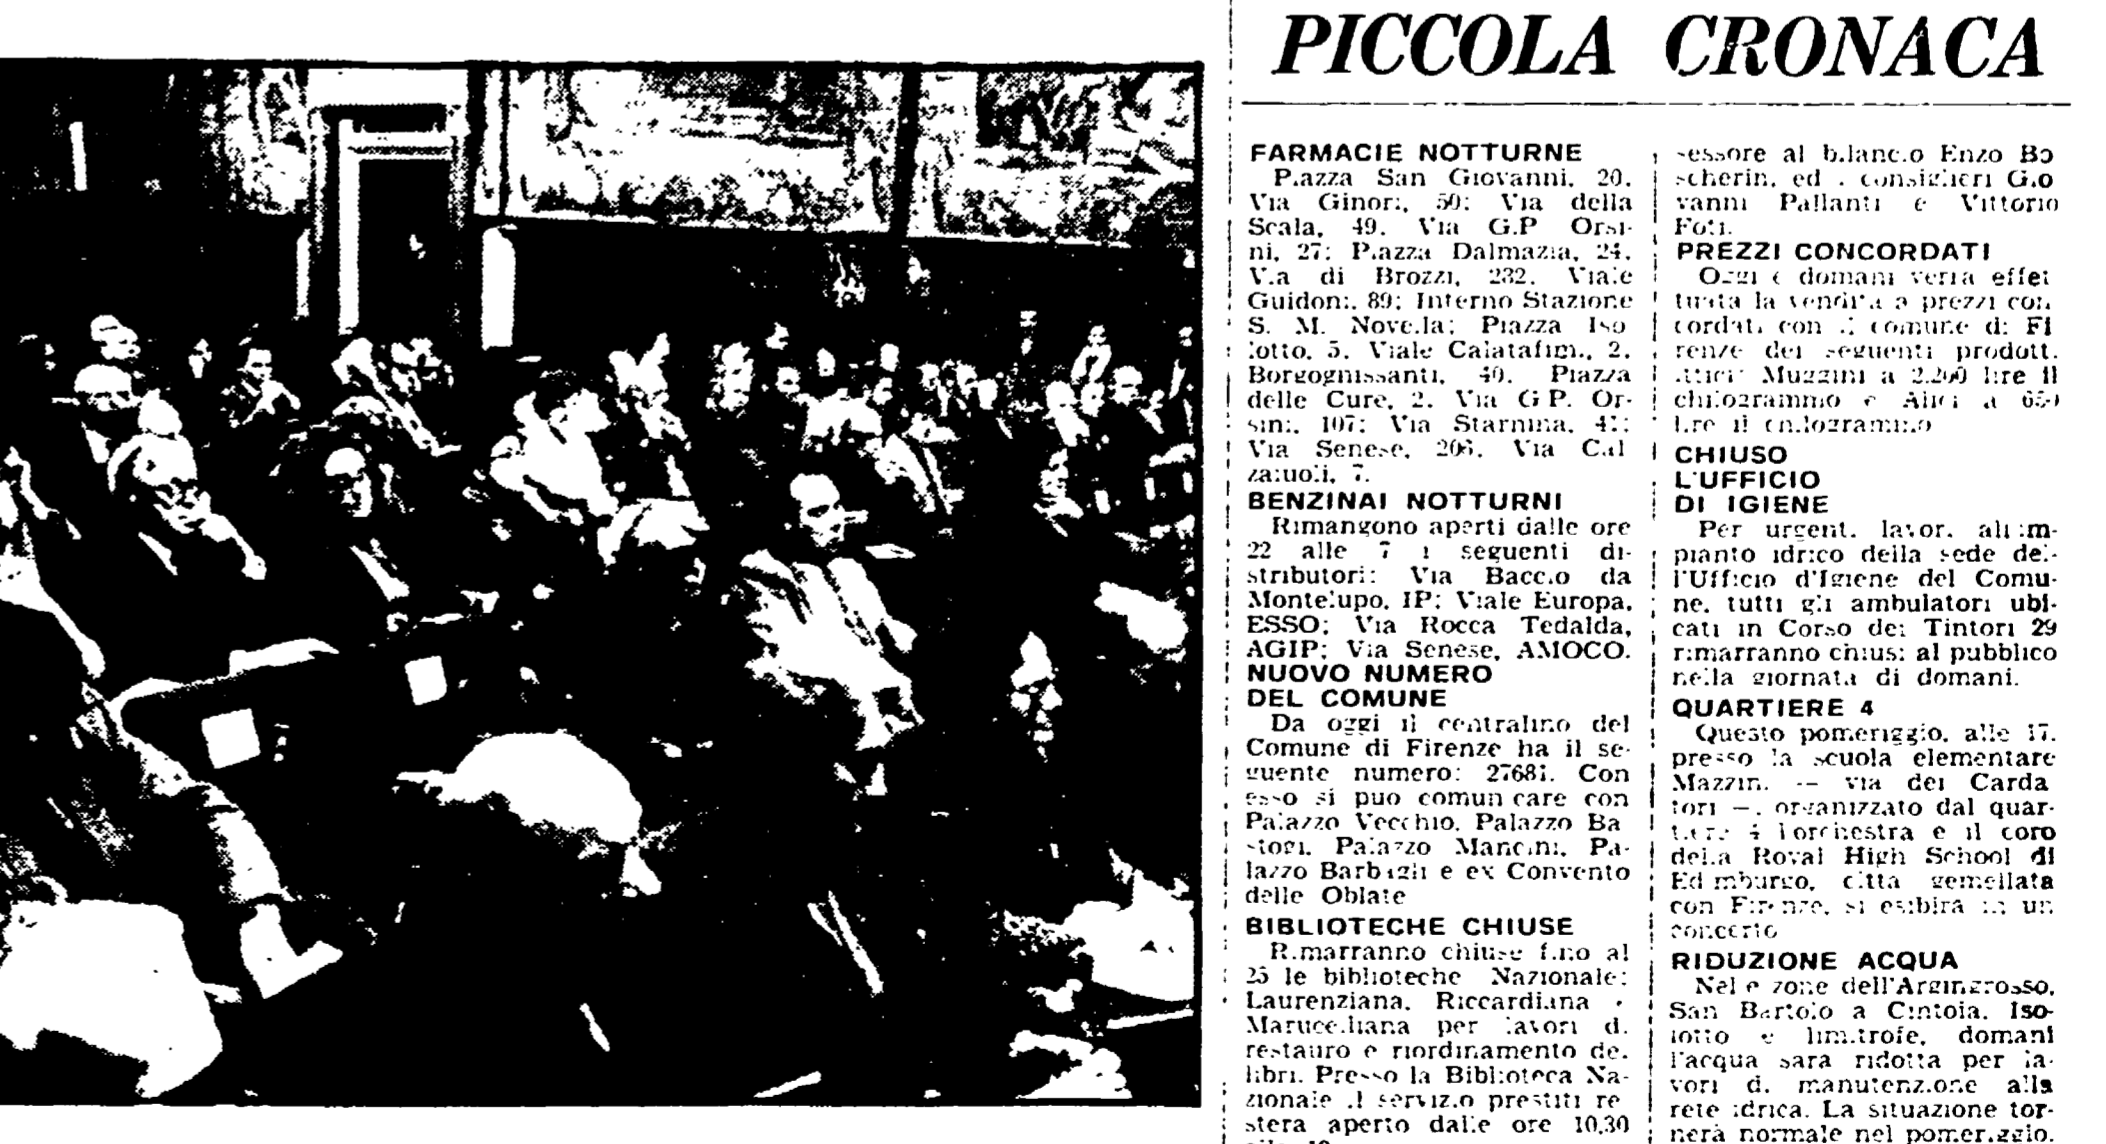 PICCOLA CRONACA
FARMACIE NOTTURNE
Piazza San Giovanni, 20.
Via Ginori, 50; Via della
Scala, 49. Via G.P Orsi-
ni, 27; Piazza Dalmazia, 24.
Via di Brozzi, 282. Viale
Guidoni, 89; Interno Stazione
S. M. Novella; Piazza Iso
lotto, 5. Viale Calatafimi, 2.
Borgognissanti, 40. Piazza
delle Cure, 2. Via G P. Or-
sini, 107; Via Starnina, 41;
Via Senese, 206. Via Cal
zaiuoli, 7.
BENZINAI NOTTURNI
Rimangono aperti dalle ore
22 alle 7 i seguenti di-
stributori: Via Baccio da
Montelupo, IP; Viale Europa,
ESSO; Via Rocca Tedalda,
AGIP; Via Senese, AMOCO.
NUOVO NUMERO
DEL COMUNE
Da oggi il centralino del
Comune di Firenze ha il se-
guente numero: 27681. Con
esso si può comunicare con
Palazzo Vecchio, Palazzo Ba
stogi, Palazzo Mancini, Pa-
lazzo Barbagli e ex Convento
delle Oblate
BIBLIOTECHE CHIUSE
Rimarranno chiuse fino al
25 le biblioteche Nazionale;
Laurenziana, Riccardiana
Marucelliana per lavori di
restauro e riordinamento dei
libri. Presso la Biblioteca Na-
zionale il servizio prestiti re
sterà aperto dalle ore 10,30
sessore al bilancio Enzo Bo
scherini, ed i consiglieri Gio
vanni Pallanti e Vittorio
Foti.
PREZZI CONCORDATI
Oggi e domani verrà effet
tuata la vendita a prezzi con
cordati con il comune di Fi
renze dei seguenti prodotti
Muggini a 2.200 lire il
chilogrammo e Alici a 650
lire il chilogrammo
CHIUSO
L'UFFICIO
DI IGIENE
Per urgenti lavori all'im-
pianto idrico della sede del-
l'Ufficio d'Igiene del Comu-
ne, tutti gli ambulatori ubi-
cati in Corso dei Tintori 29
rimarranno chiusi al pubblico
nella giornata di domani.
QUARTIERE 4
Questo pomeriggio, alle 17,
presso la scuola elementare
Mazzini — via dei Carda
tori —, organizzato dal quar-
tiere 4 l'orchestra e il coro
della Royal High School di
Edimburgo, città gemellata
con Firenze, si esibirà in un
concerto
RIDUZIONE ACQUA
Nelle zone dell'Argingrosso,
San Bartolo a Cintoia, Iso-
lotto e limitrofe, domani
l'acqua sarà ridotta per la-
vori di manutenzione alla
rete idrica. La situazione tor-
nerà normale nel pomeriggio.